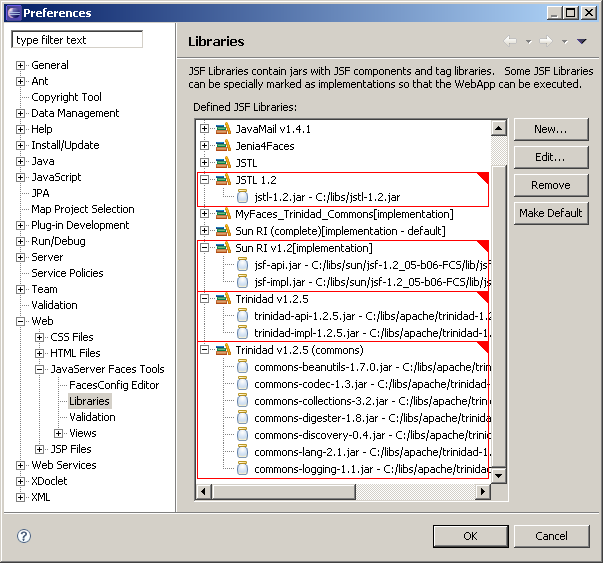 Preferences
type filter text
General
Ant
Copyright Tool
Data Management
Help
Install/Update
Java
JavaScript
JPA
Map Project Selection
Plug-in Development
Run/Debug
Server
Service Policies
Team
Validation
Web
CSS Files
HTML Files
JavaServer Faces Tools
FacesConfig Editor
Libraries
Validation
Views
JSP Files
Web Services
XDoclet
XML
Libraries
JSF Libraries contain jars with JSF components and tag libraries. Some JSF Libraries
can be specially marked as implementations so that the WebApp can be executed.
Defined JSF Libraries:
JavaMail v1.4.1
Jenia4Faces
JSTL
JSTL 1.2
jstl-1.2.jar - C:/libs/jstl-1.2.jar
MyFaces_Trinidad_Commons[implementation]
Sun RI (complete)[implementation - default]
Sun RI v1.2[implementation]
jsf-api.jar - C:/libs/sun/jsf-1.2_05-b06-FCS/lib/jsf
jsf-impl.jar - C:/libs/sun/jsf-1.2_05-b06-FCS/lib/js
Trinidad v1.2.5
trinidad-api-1.2.5.jar - C:/libs/apache/trinidad-1.2
trinidad-impl-1.2.5.jar - C:/libs/apache/trinidad-1.
Trinidad v1.2.5 (commons)
commons-beanutils-1.7.0.jar - C:/libs/apache/trin
commons-codec-1.3.jar - C:/libs/apache/trinidad-
commons-collections-3.2.jar - C:/libs/apache/trini
commons-digester-1.8.jar - C:/libs/apache/trinida
commons-discovery-0.4.jar - C:/libs/apache/trinid
commons-lang-2.1.jar - C:/libs/apache/trinidad-1.
commons-logging-1.1.jar - C:/libs/apache/trinidad
New...
Edit...
Remove
Make Default
OK
Cancel